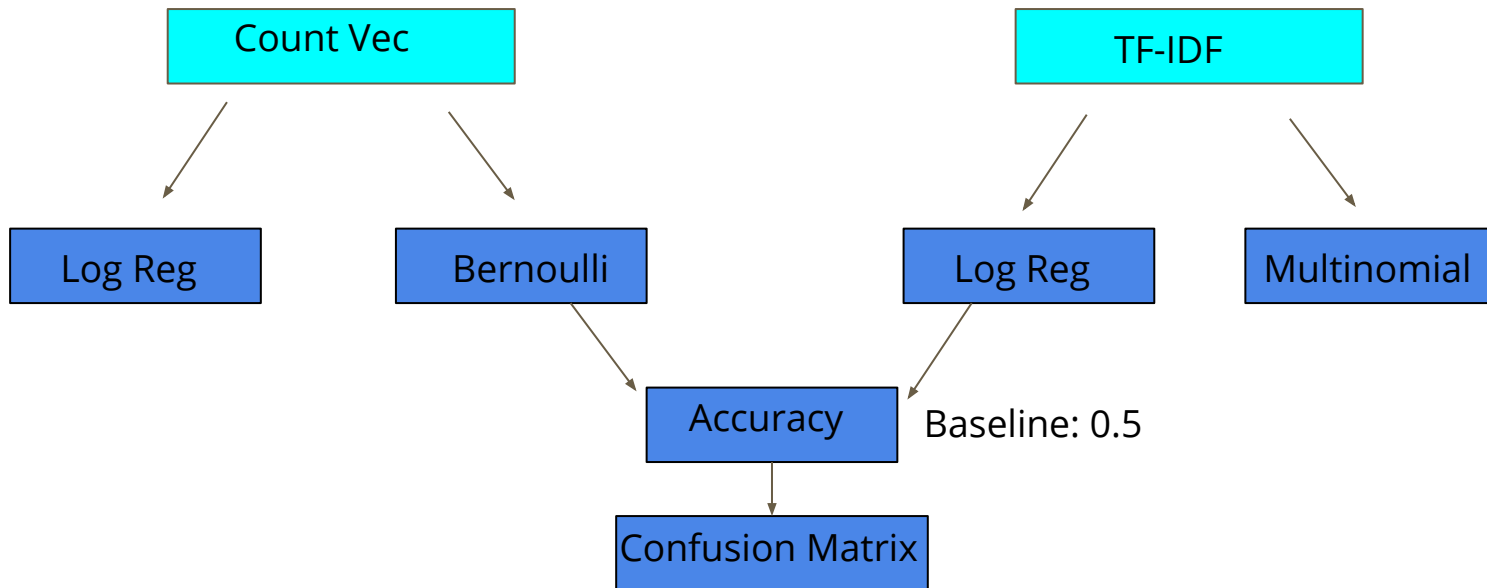 Count Vec
TF-IDF
Log Reg
Bernoulli
Log Reg
Multinomial
Accuracy
Baseline: 0.5
Confusion Matrix